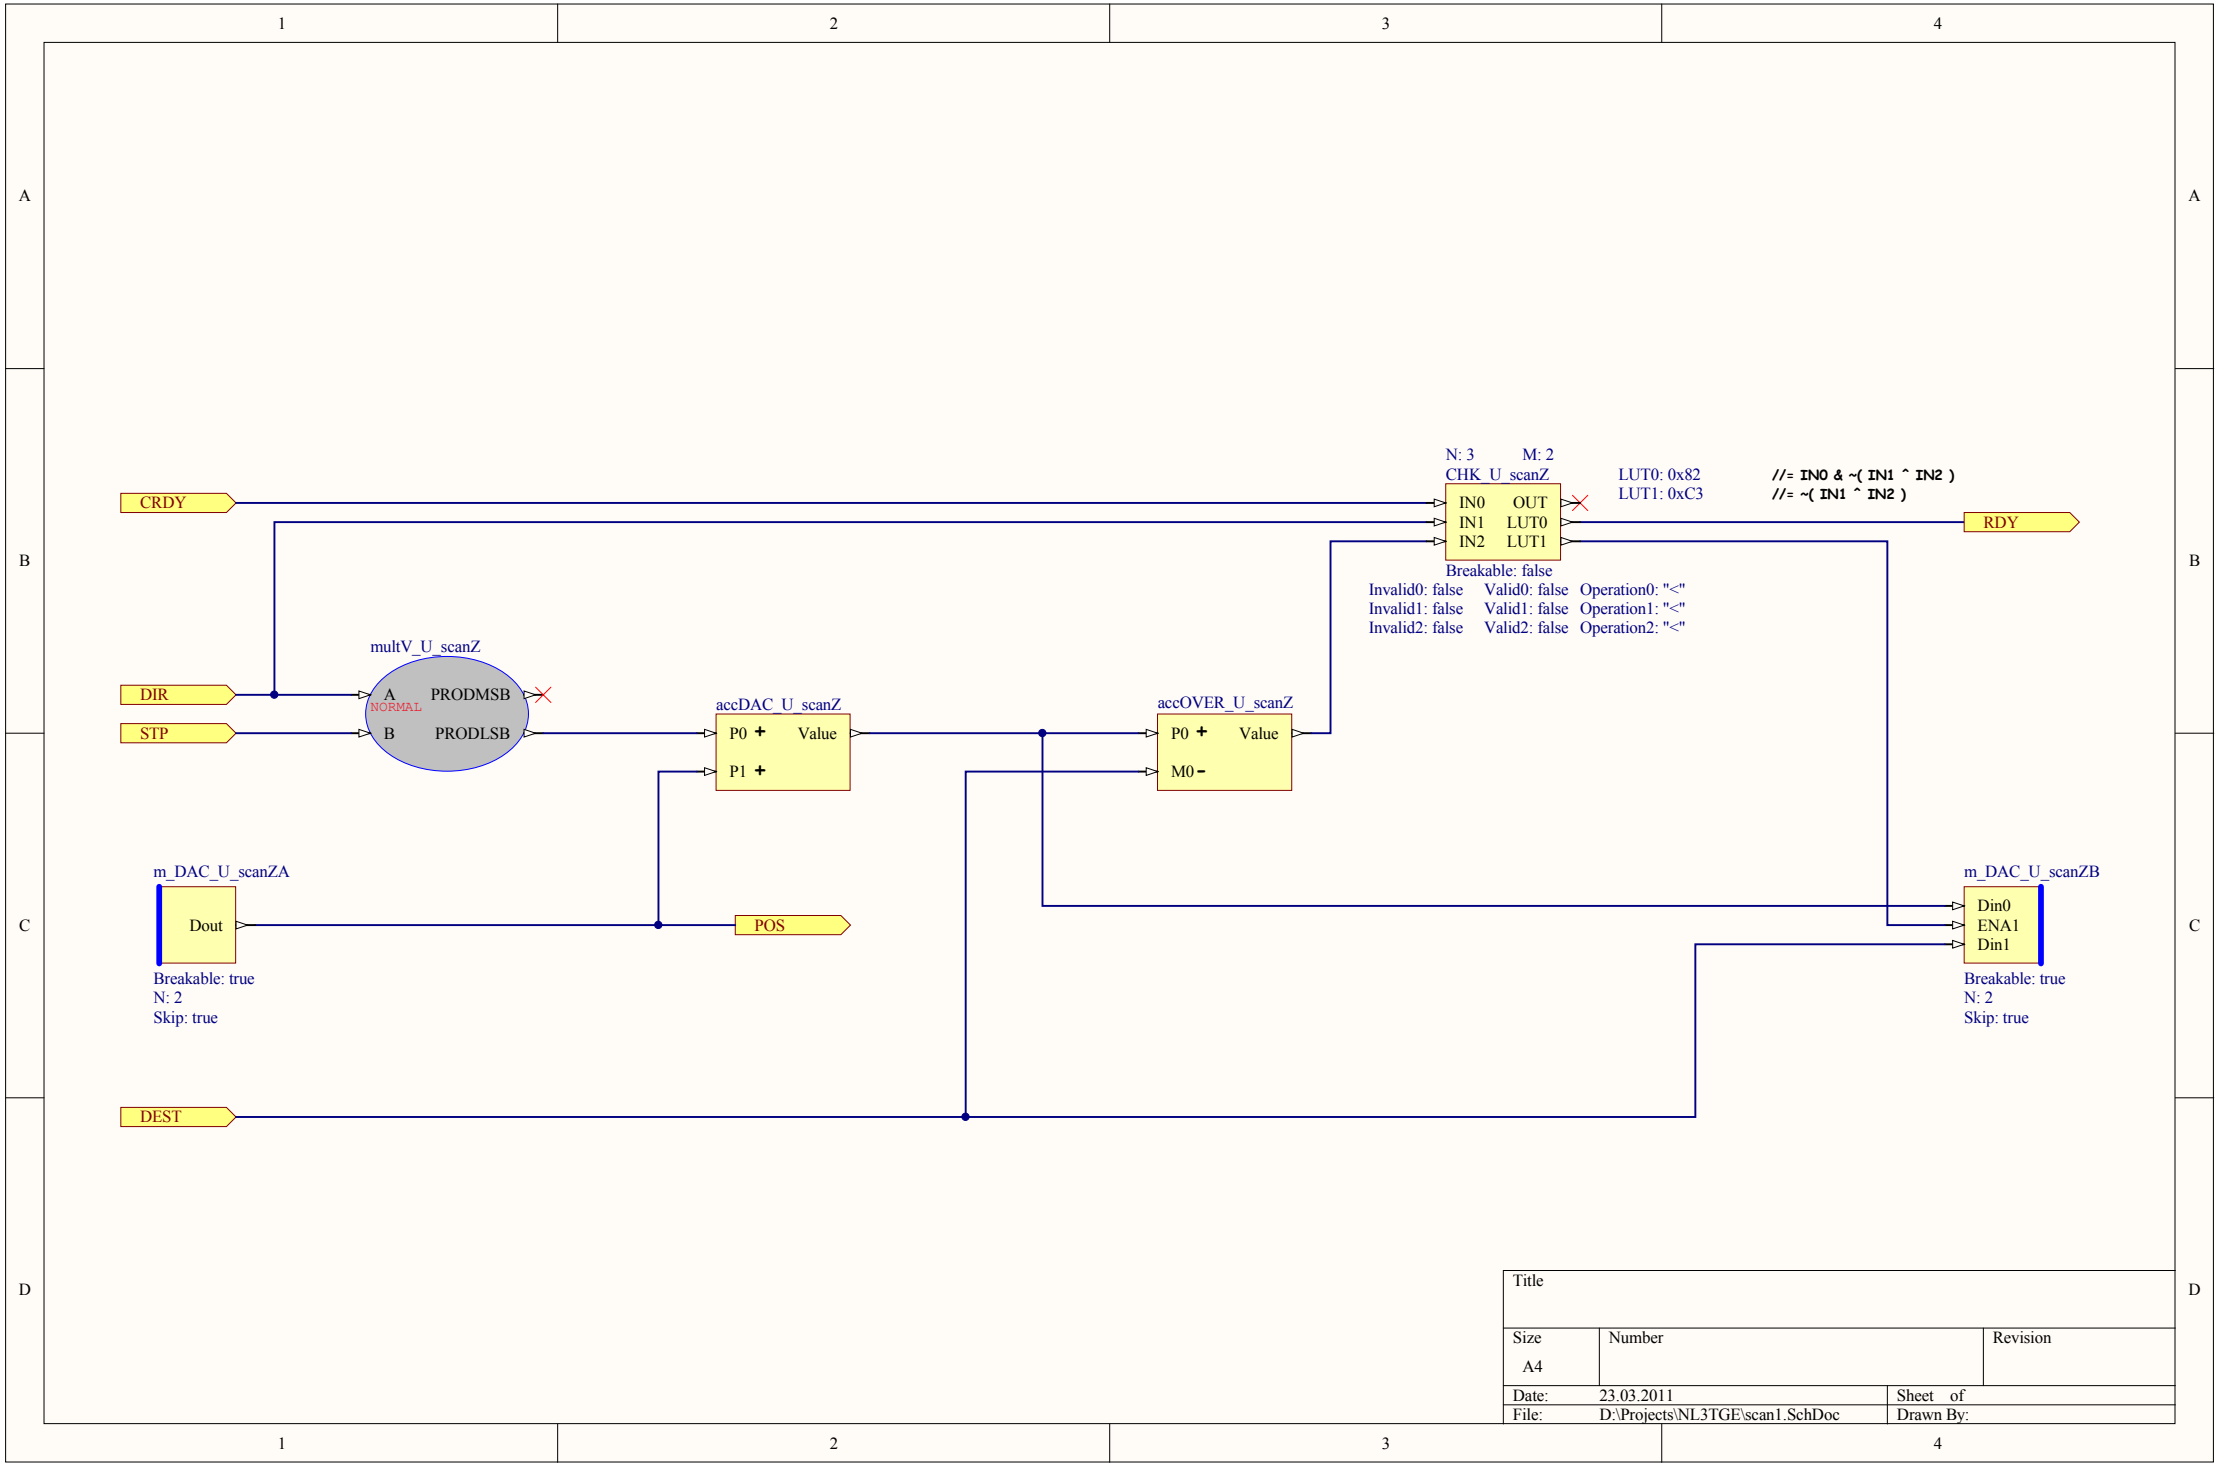 1 2 3 4
A A
N: 3 M: 2
CHK_U_scanZ LUT0: 0x82 //= IN0 & ~( IN1 ^ IN2 )
LUT1: 0xC3 //= ~( IN1 ^ IN2 )
CRDY IN0 OUT
IN1 LUT0 RDY
IN2 LUT1
B B
Breakable: false
Invalid0: false Valid0: false Operation0: "<"
Invalid1: false Valid1: false Operation1: "<"
Invalid2: false Valid2: false Operation2: "<"
multV_U_scanZ
DIR A PRODMSB
NORMAL
accDAC_U_scanZ accOVER_U_scanZ
STP B PRODLSB P0 + Value P0 + Value
P1 + M0 -
m_DAC_U_scanZA m_DAC_U_scanZB
Din0
C Dout POS ENA1 C
Din1
Breakable: true Breakable: true
N: 2 N: 2
Skip: true Skip: true
DEST
D D
Title
Size Number Revision
A4
Date: 23.03.2011 Sheet of
File: D:\Projects\NL3TGE\scan1.SchDoc Drawn By:
1 2 3 4